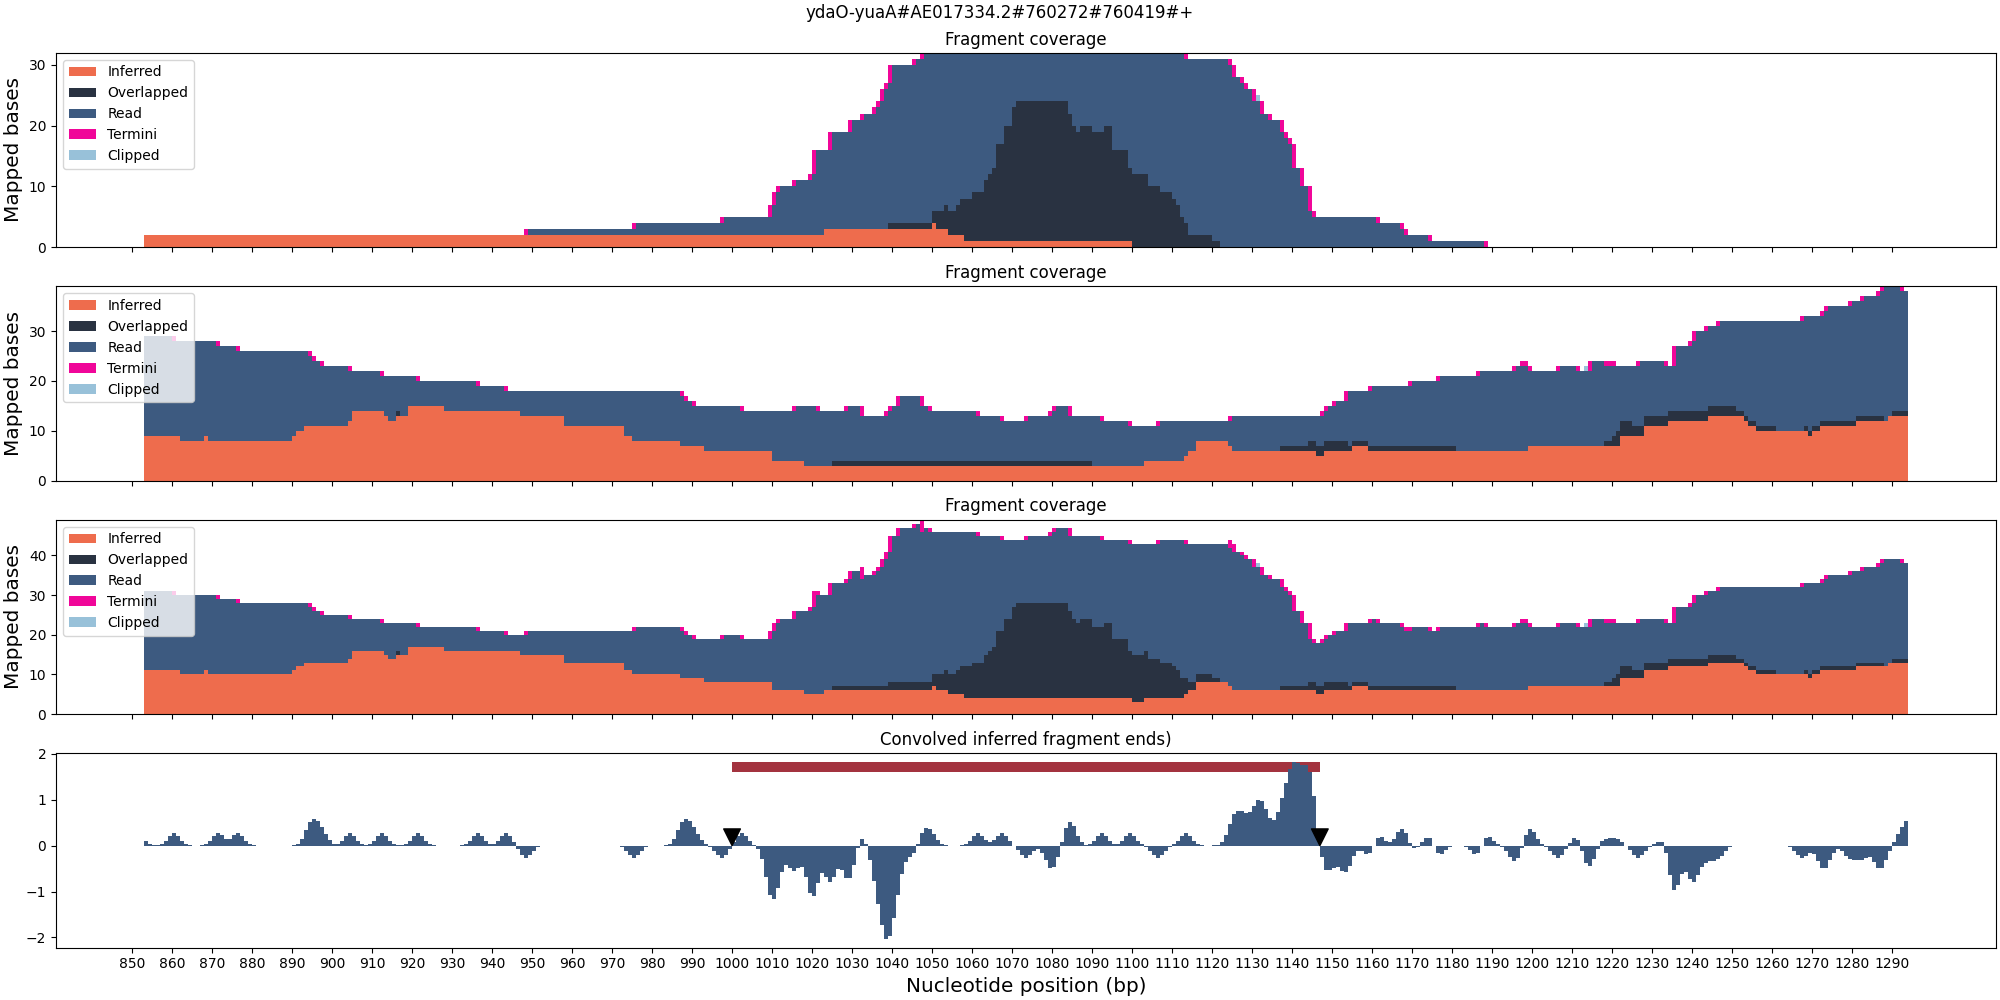 ydaO-yuaA#AE017334.2#760272#760419#+
Fragment coverage
30
20
10
0
Mapped bases
Inferred
Overlapped
Read
Termini
Clipped
Fragment coverage
30
20
10
0
Mapped bases
Inferred
Overlapped
Read
Termini
Clipped
Fragment coverage
40
30
20
10
0
Mapped bases
Inferred
Overlapped
Read
Termini
Clipped
Convolved inferred fragment ends)
2
1
0
−1
−2
850 860 870 880 890 900 910 920 930 940 950 960 970 980 990 1000 1010 1020 1030 1040 1050 1060 1070 1080 1090 1100 1110 1120 1130 1140 1150 1160 1170 1180 1190 1200 1210 1220 1230 1240 1250 1260 1270 1280 1290
Nucleotide position (bp)